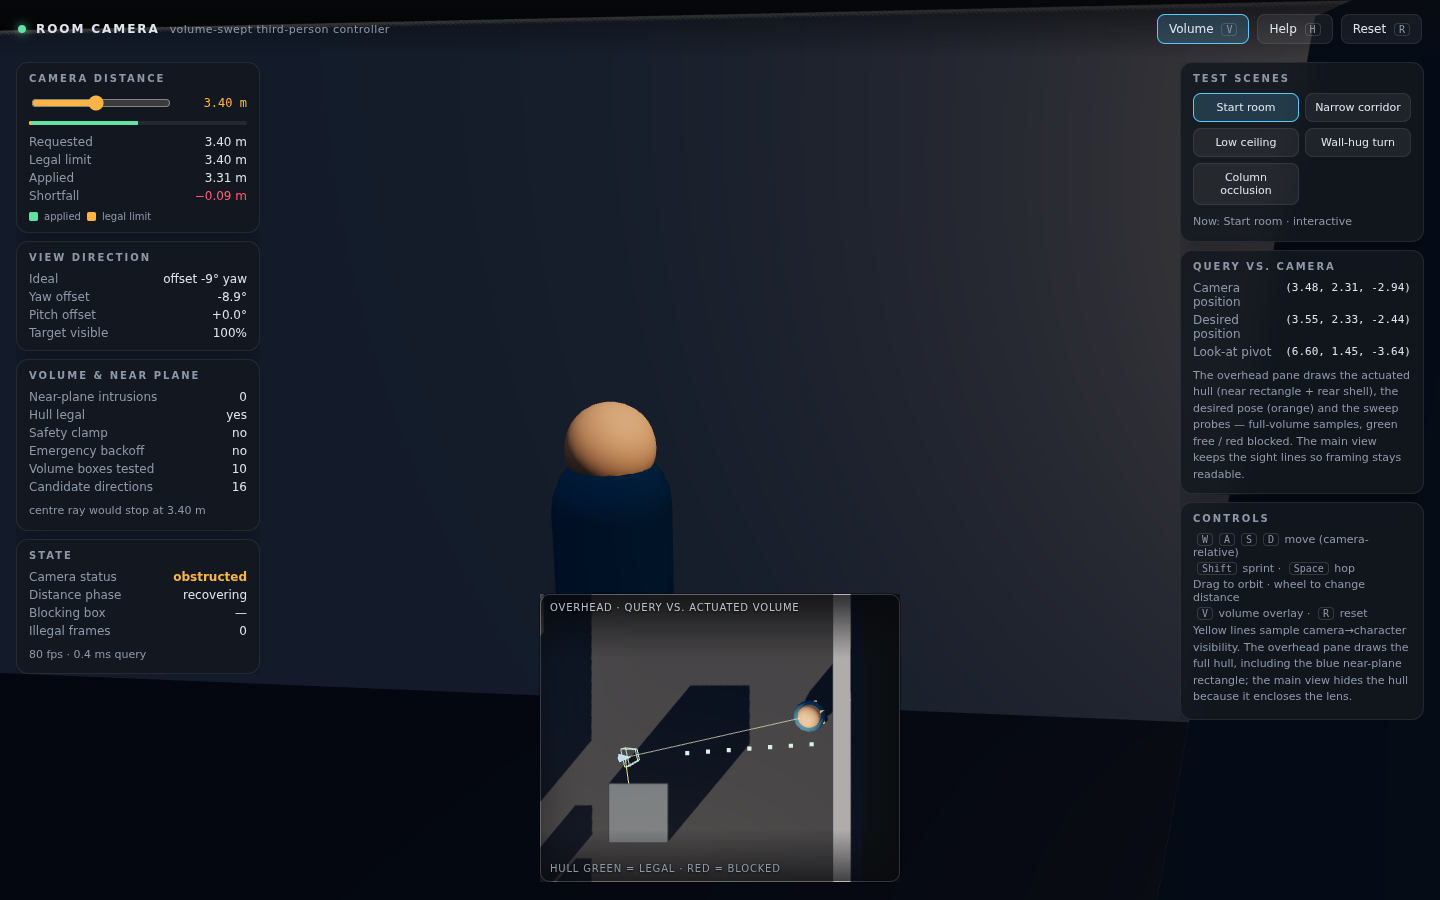 ROOM CAMERA volume-swept third-person controller
Volume V
Help H
Reset R
CAMERA DISTANCE
3.40 m
Requested 3.40 m
Legal limit 3.40 m
Applied 3.31 m
Shortfall −0.09 m
applied legal limit
VIEW DIRECTION
Ideal offset -9° yaw
Yaw offset -8.9°
Pitch offset +0.0°
Target visible 100%
VOLUME & NEAR PLANE
Near-plane intrusions 0
Hull legal yes
Safety clamp no
Emergency backoff no
Volume boxes tested 10
Candidate directions 16
centre ray would stop at 3.40 m
STATE
Camera status obstructed
Distance phase recovering
Blocking box —
Illegal frames 0
80 fps · 0.4 ms query
OVERHEAD · QUERY VS. ACTUATED VOLUME
HULL GREEN = LEGAL · RED = BLOCKED
TEST SCENES
Start room Narrow corridor
Low ceiling Wall-hug turn
Column
occlusion
Now: Start room · interactive
QUERY VS. CAMERA
Camera (3.48, 2.31, -2.94)
position
Desired (3.55, 2.33, -2.44)
position
Look-at pivot (6.60, 1.45, -3.64)
The overhead pane draws the actuated
hull (near rectangle + rear shell), the
desired pose (orange) and the sweep
probes — full-volume samples, green
free / red blocked. The main view
keeps the sight lines so framing stays
readable.
CONTROLS
W A S D move (camera-
relative)
Shift sprint · Space hop
Drag to orbit · wheel to change
distance
V volume overlay · R reset
Yellow lines sample camera→character
visibility. The overhead pane draws the
full hull, including the blue near-plane
rectangle; the main view hides the hull
because it encloses the lens.